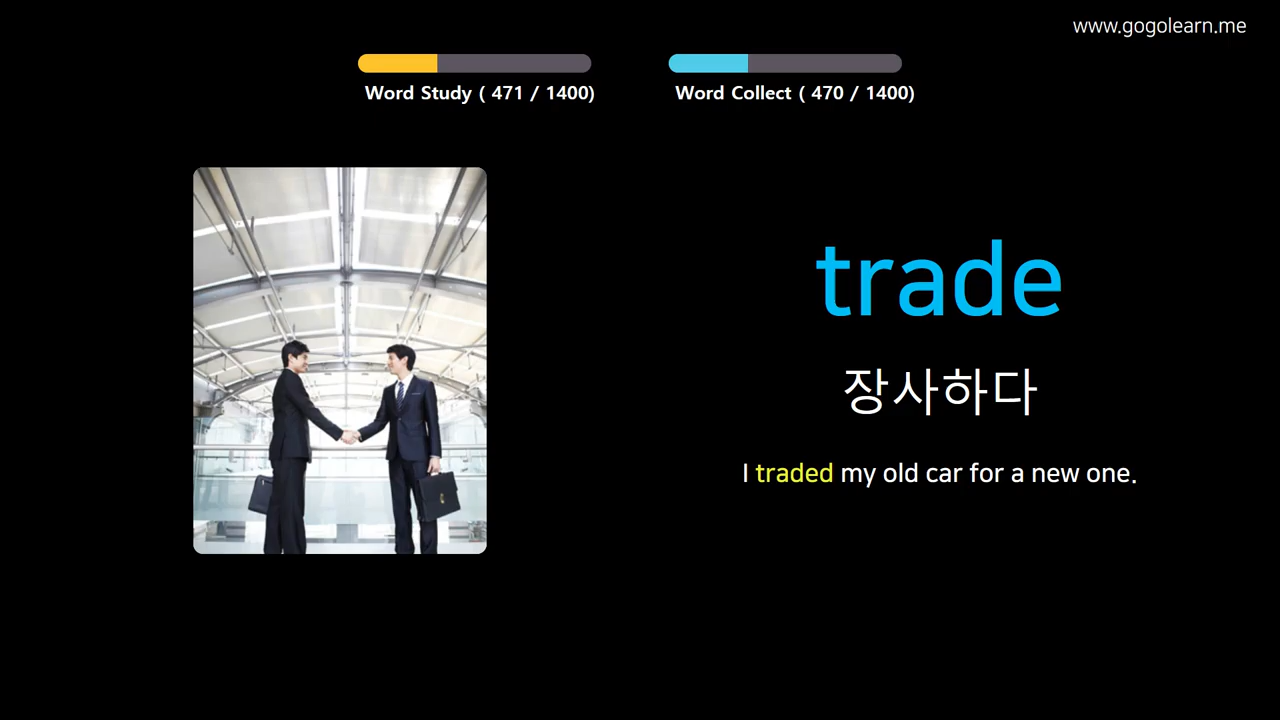 www.gogolearn.me
Word Study ( 471 / 1400)
Word Collect ( 470 / 1400)
trade
장사하다
I traded my old car for a new one.